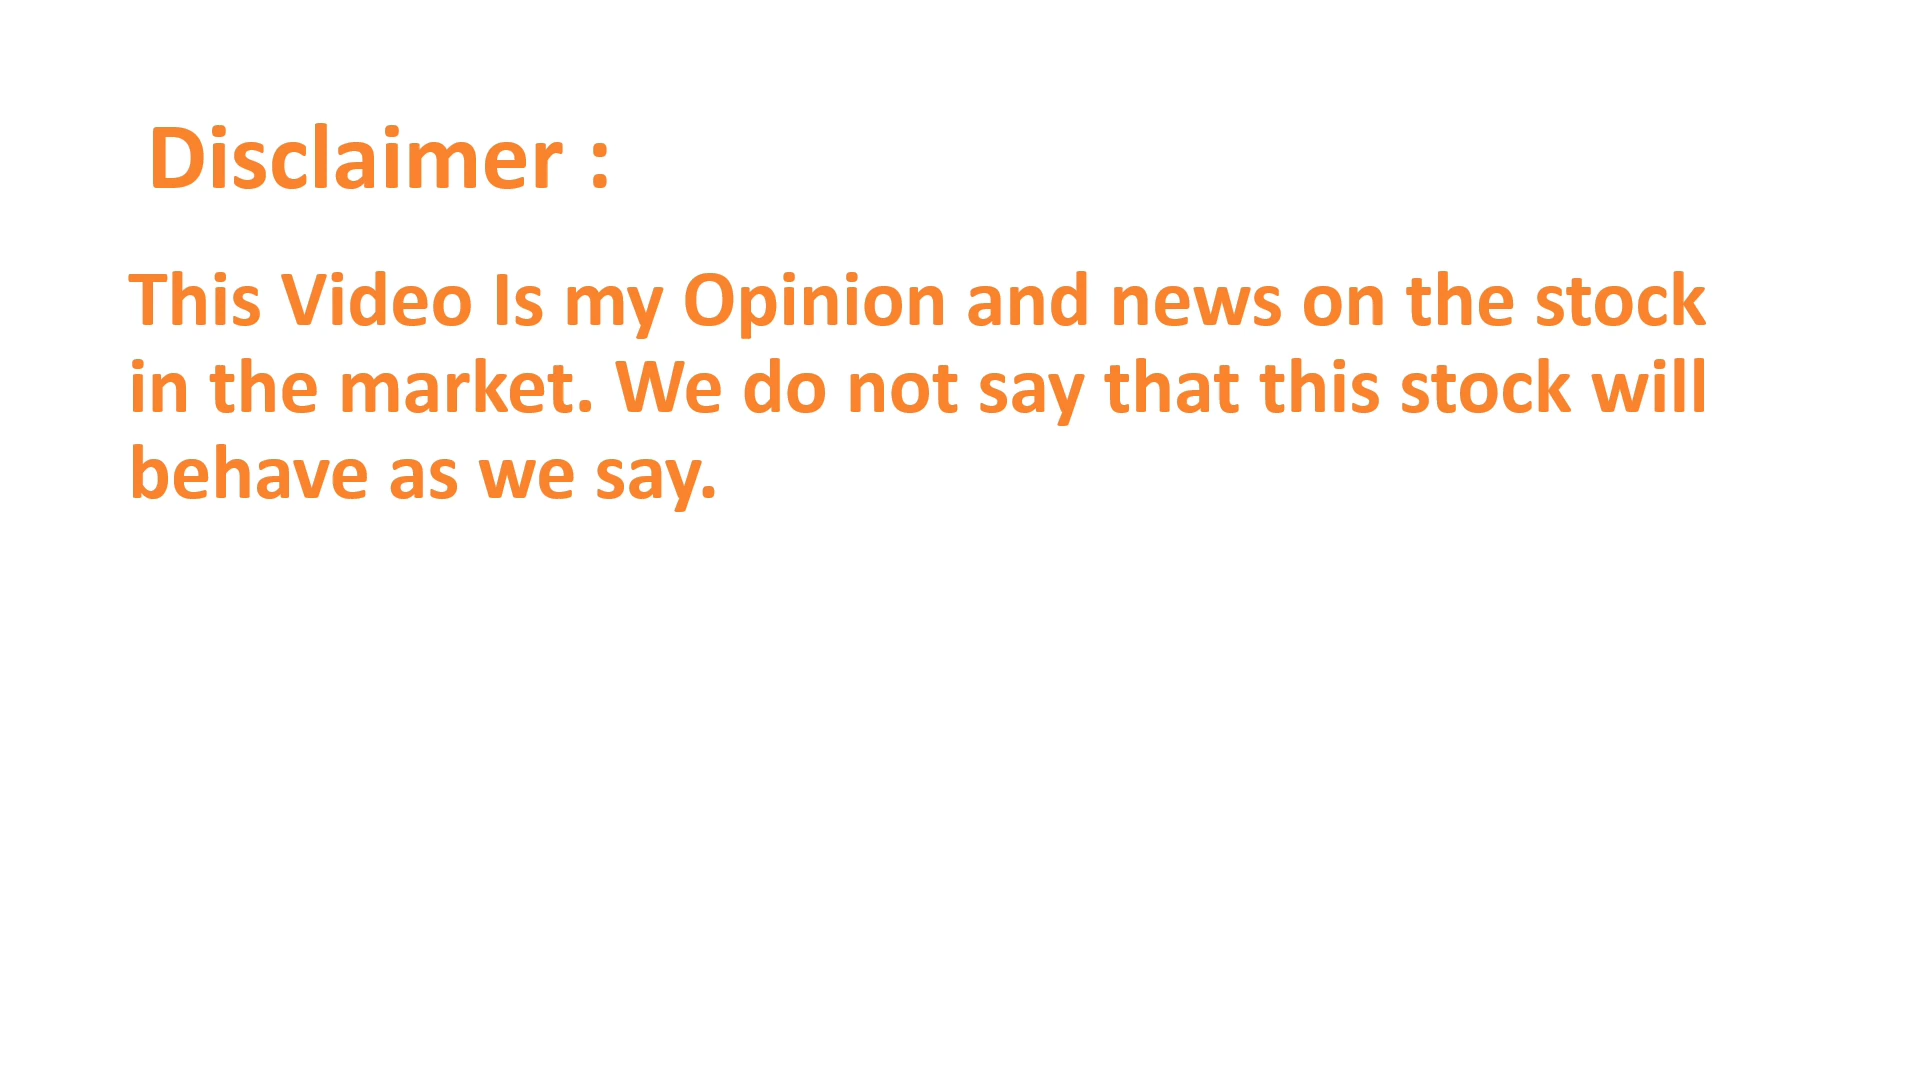 Disclaimer :
This Video Is my Opinion and news on the stock
in the market. We do not say that this stock will
behave as we say.